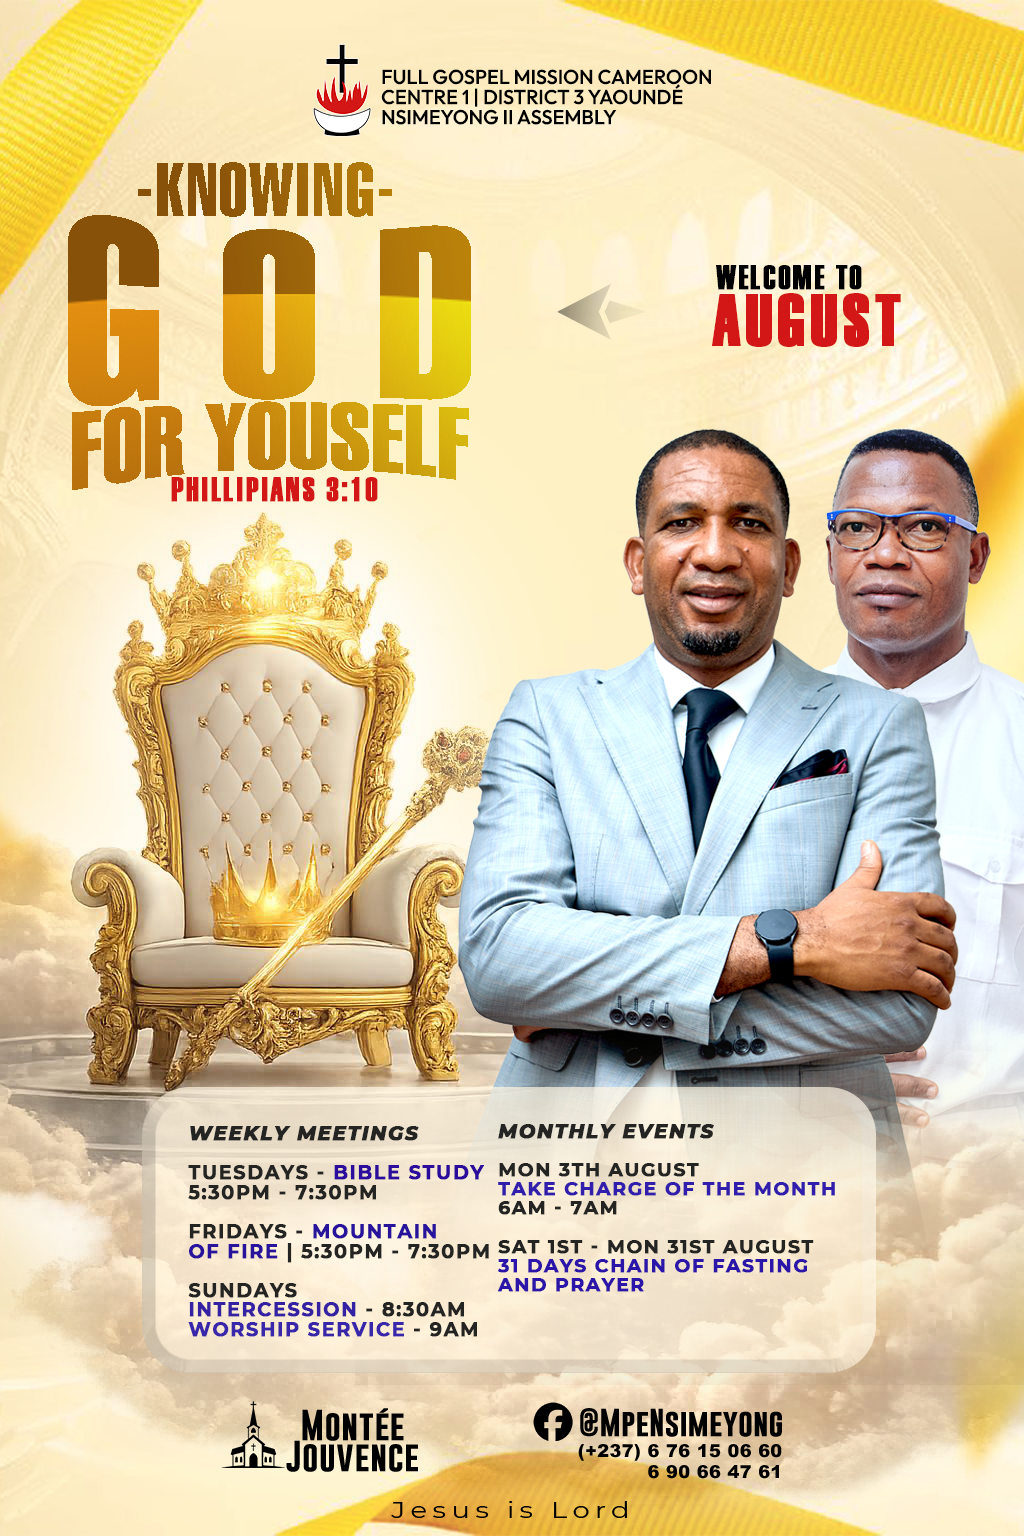 FULL GOSPEL MISSION CAMEROON
CENTRE 1 | DISTRICT 3 YAOUNDÉ
NSIMEYONG II ASSEMBLY
-KNOWING-
GOD
FOR YOUSELF
PHILLIPIANS 3:10
WELCOME TO
AUGUST
WEEKLY MEETINGS
TUESDAYS - BIBLE STUDY
5:30PM - 7:30PM
FRIDAYS - MOUNTAIN
OF FIRE | 5:30PM - 7:30PM
SUNDAYS
INTERCESSION - 8:30AM
WORSHIP SERVICE - 9AM
MONTHLY EVENTS
MON 3TH AUGUST
TAKE CHARGE OF THE MONTH
6AM - 7AM
SAT 1ST - MON 31ST AUGUST
31 DAYS CHAIN OF FASTING
AND PRAYER
MONTÉE
JOUVENCE
@MPENSIMEYONG
(+237) 6 76 15 06 60
6 90 66 47 61
Jesus is Lord